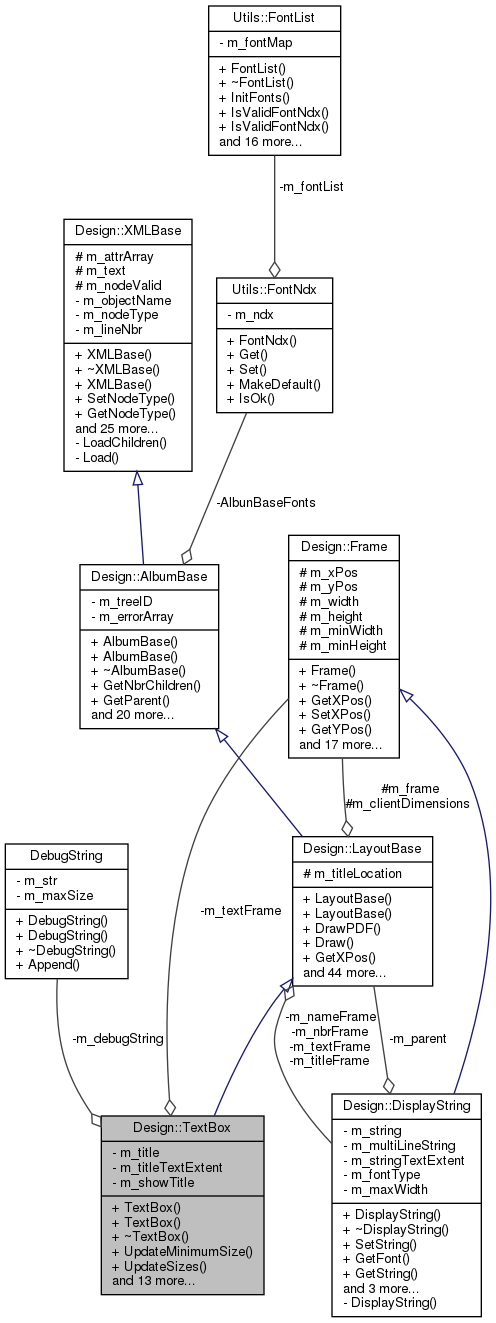 Utils::FontList
- m_fontMap
+ FontList()
+ ~FontList()
+ InitFonts()
+ IsValidFontNdx()
+ IsValidFontNdx()
and 16 more...
-m_fontList
Design::XMLBase
# m_attrArray
# m_text
# m_nodeValid
- m_objectName
- m_nodeType
- m_lineNbr
+ XMLBase()
+ ~XMLBase()
+ XMLBase()
+ SetNodeType()
+ GetNodeType()
and 25 more...
- LoadChildren()
- Load()
Utils::FontNdx
- m_ndx
+ FontNdx()
+ Get()
+ Set()
+ MakeDefault()
+ IsOk()
-AlbunBaseFonts
Design::AlbumBase
- m_treeID
- m_errorArray
+ AlbumBase()
+ AlbumBase()
+ ~AlbumBase()
+ GetNbrChildren()
+ GetParent()
and 20 more...
Design::Frame
# m_xPos
# m_yPos
# m_width
# m_height
# m_minWidth
# m_minHeight
+ Frame()
+ ~Frame()
+ GetXPos()
+ SetXPos()
+ GetYPos()
and 17 more...
#m_frame
#m_clientDimensions
DebugString
- m_str
- m_maxSize
+ DebugString()
+ DebugString()
+ ~DebugString()
+ Append()
-m_textFrame
Design::LayoutBase
# m_titleLocation
+ LayoutBase()
+ LayoutBase()
+ DrawPDF()
+ Draw()
+ GetXPos()
and 44 more...
-m_debugString
-m_nameFrame
-m_nbrFrame
-m_textFrame
-m_titleFrame
-m_parent
Design::TextBox
- m_title
- m_titleTextExtent
- m_showTitle
+ TextBox()
+ TextBox()
+ ~TextBox()
+ UpdateMinimumSize()
+ UpdateSizes()
and 13 more...
Design::DisplayString
- m_string
- m_multiLineString
- m_stringTextExtent
- m_fontType
- m_maxWidth
+ DisplayString()
+ ~DisplayString()
+ SetString()
+ GetFont()
+ GetString()
and 3 more...
- DisplayString()